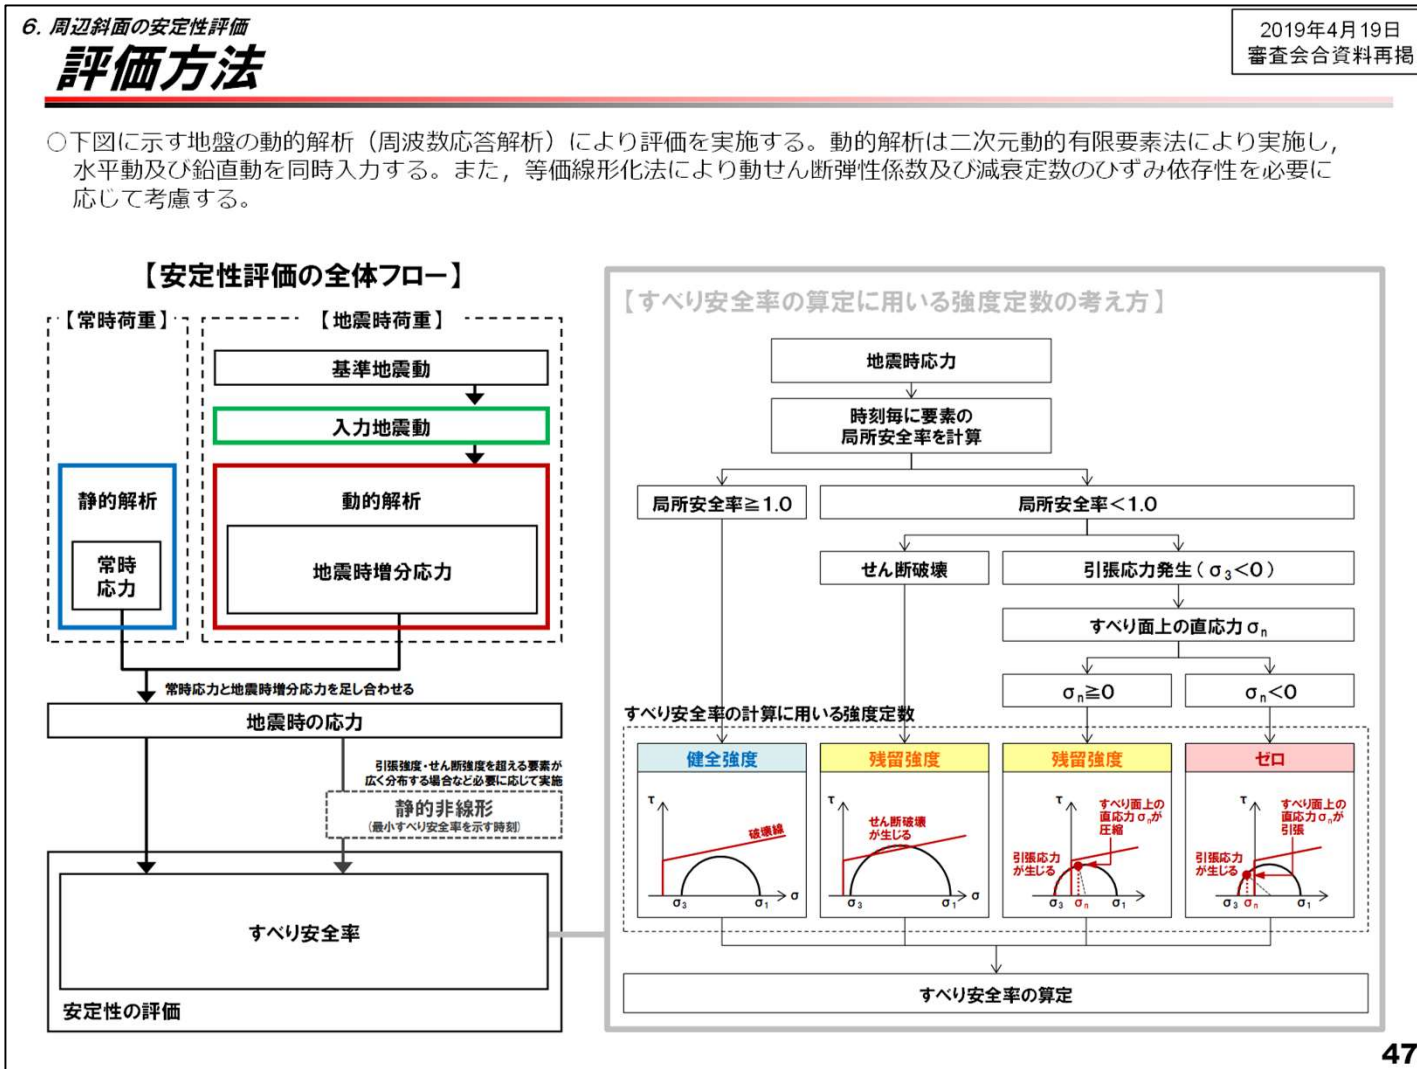 6. 周辺斜面の安定性評価
評価方法
2019年4月19日
審査会合資料再掲
○下図に示す地盤の動的解析（周波数応答解析）により評価を実施する。動的解析は二次元動的有限要素法により実施し，
水平動及び鉛直動を同時入力する。また，等価線形化法により動せん断弾性係数及び減衰定数のひずみ依存性を必要に
応じて考慮する。
【安定性評価の全体フロー】
【常時荷重】
【地震時荷重】
基準地震動
入力地震動
静的解析
常時
応力
動的解析
地震時増分応力
常時応力と地震時増分応力を足し合わせる
地震時の応力
引張強度・せん断強度を超える要素が
広く分布する場合など必要に応じて実施
静的非線形
(最小すべり安全率を示す時刻)
すべり安全率
安定性の評価
【すべり安全率の算定に用いる強度定数の考え方】
地震時応力
時刻毎に要素の
局所安全率を計算
局所安全率≧1.0
局所安全率＜1.0
せん断破壊
引張応力発生（σ3<0）
すべり面上の直応力σn
σn≧0
σn<0
すべり安全率の計算に用いる強度定数
健全強度
τ
破壊線
σ3
σ1
σ
残留強度
τ
せん断破壊
が生じる
σ3
σ1
σ
残留強度
τ
すべり面上の
直応力σnが
圧縮
引張応力
が生じる
σ3
σn
σ1
ゼロ
τ
すべり面上の
直応力σnが
引張
引張応力
が生じる
σ3
σn
σ1
すべり安全率の算定
47